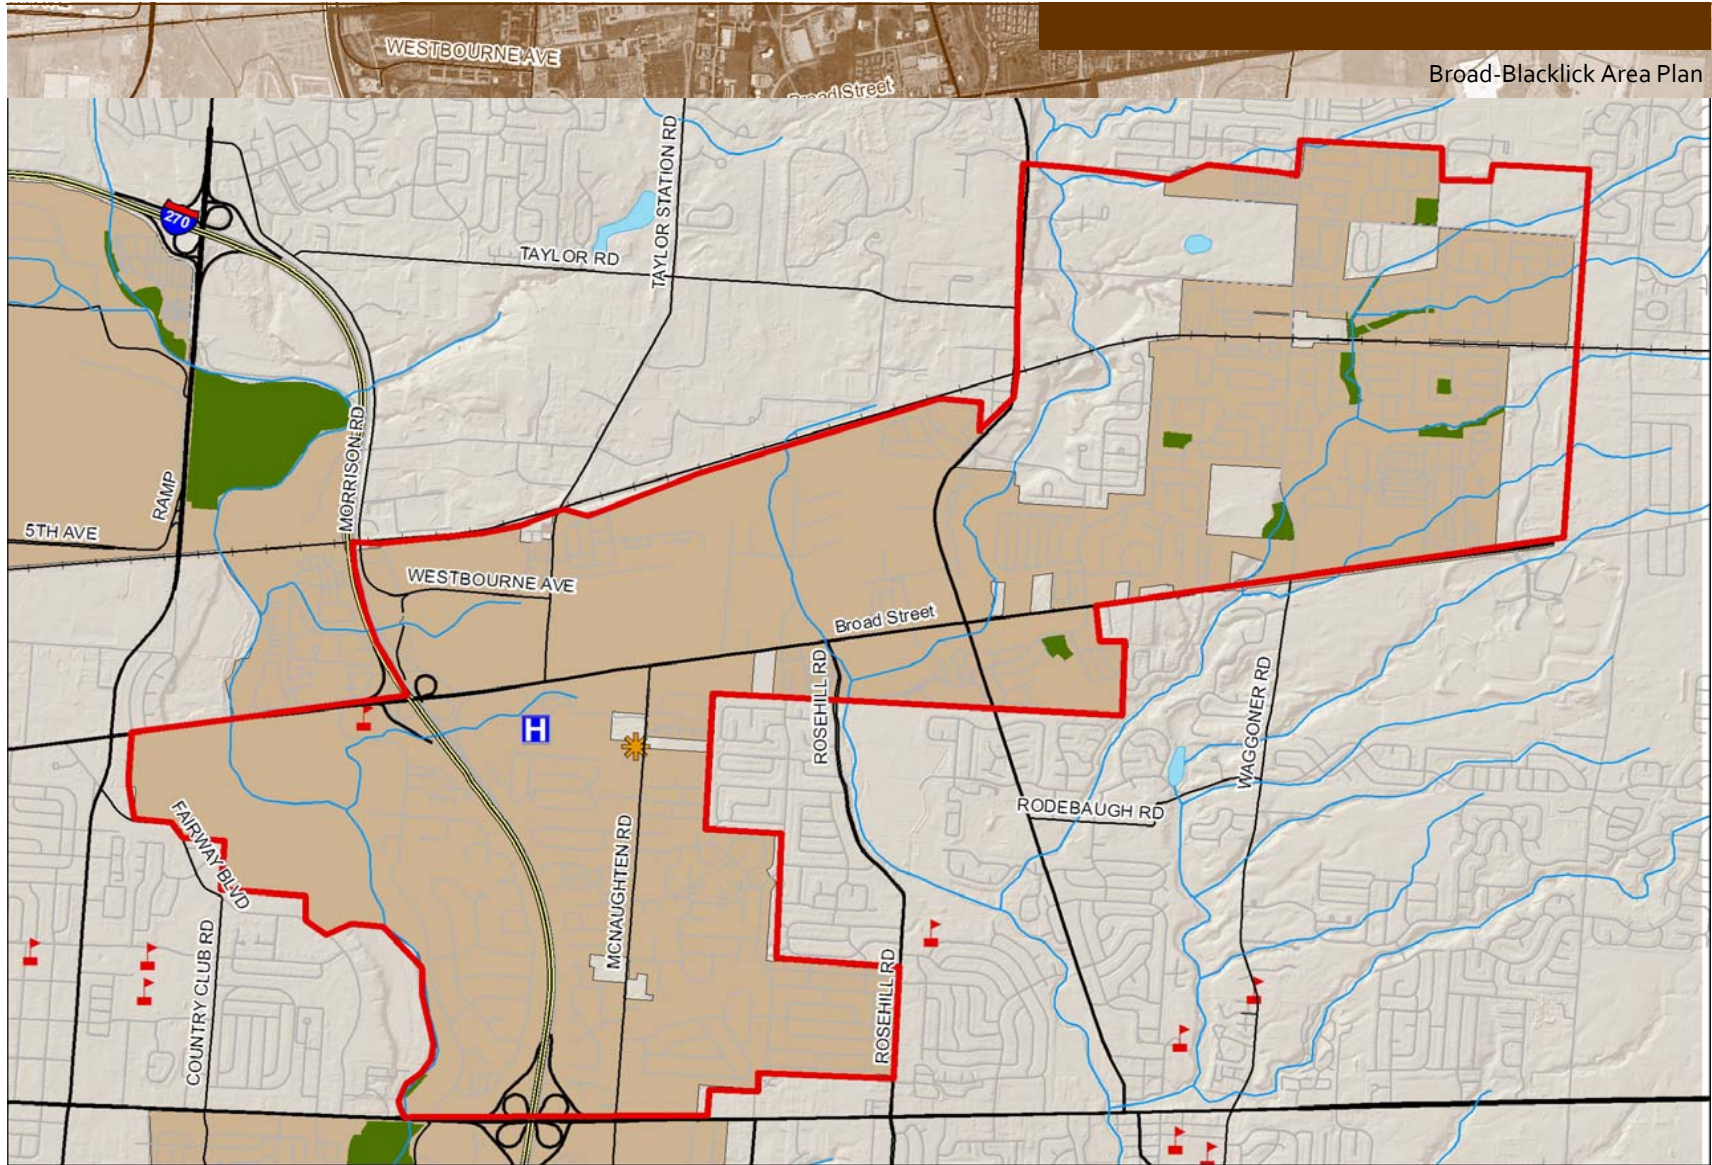 WESTBOURNE AVE
Broad Street
Broad-Blacklick Area Plan
TAYLOR STATION RD
270
TAYLOR RD
MORRISON RD
RAMP
5TH AVE
WESTBOURNE AVE
Broad Street
ROSEHILL RD
WAGGONER RD
H
RODEBAUGH RD
FAIRWAY BLVD
MCNAUGHTEN RD
COUNTRY CLUB RD
ROSEHILL RD